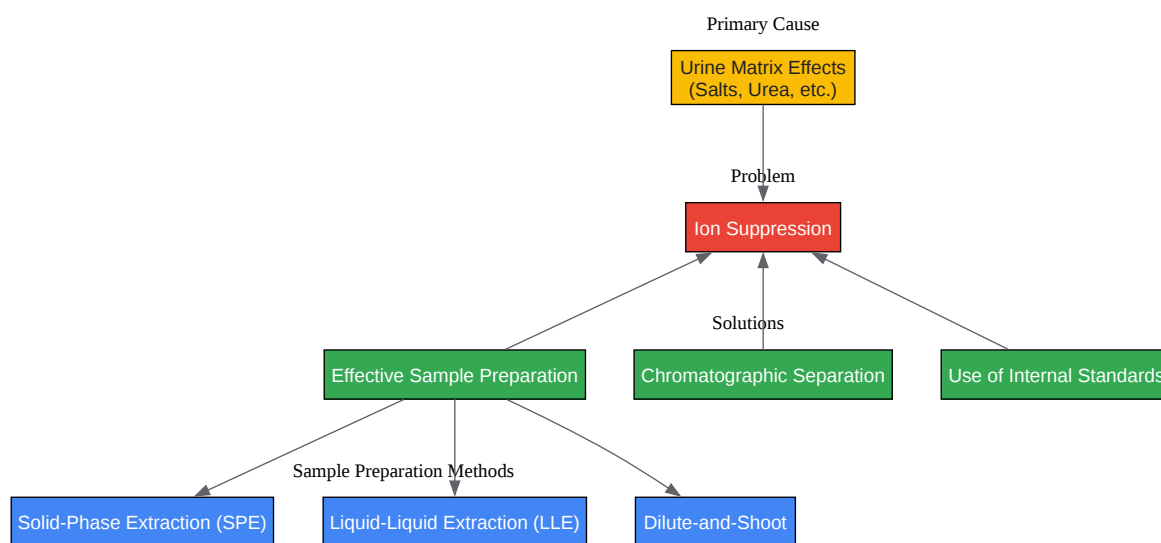 Primary Cause
Urine Matrix Effects
(Salts, Urea, etc.)
Problem
Ion Suppression
Solutions
Effective Sample Preparation
Chromatographic Separation
Use of Internal Standards
Sample Preparation Methods
Solid-Phase Extraction (SPE)
Liquid-Liquid Extraction (LLE)
Dilute-and-Shoot